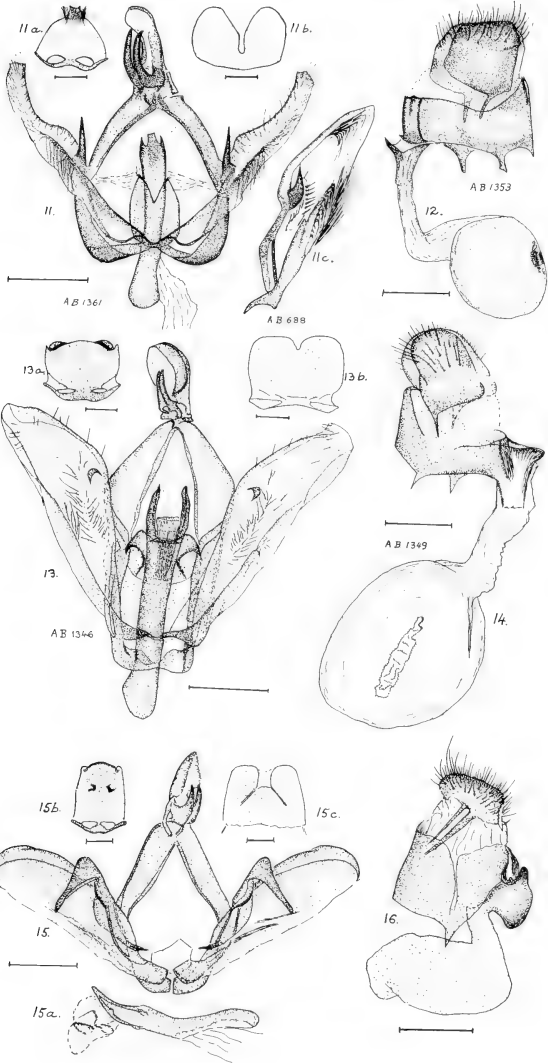 11a.
11b.
11.
AB 1361
11c.
AB 688
AB 1353
12.
13a.
13b.
13.
AB 1346
AB 1349
14.
15b.
15c.
15.
15a.
16.